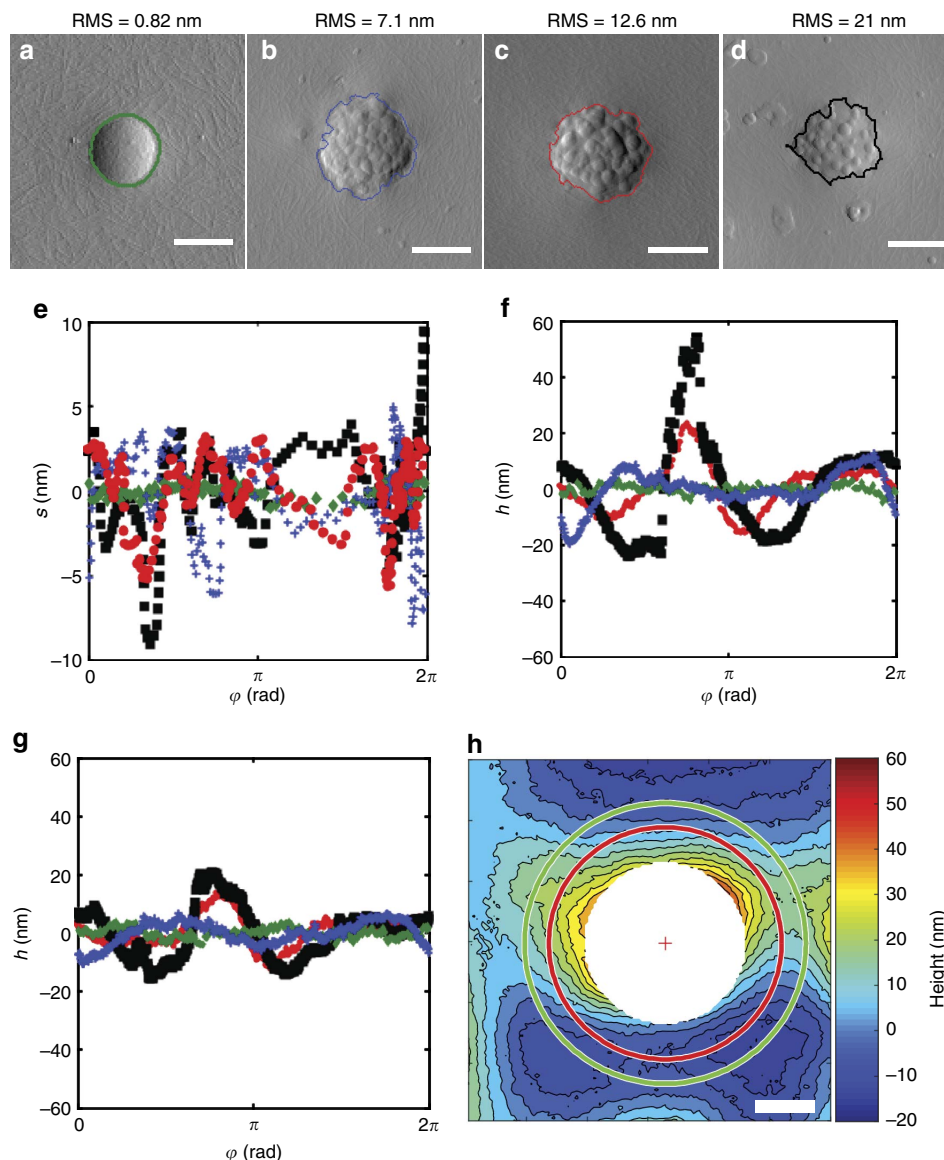 RMS = 0.82 nm RMS = 7.1 nm RMS = 12.6 nm RMS = 21 nm
a b c d
e f
10
5
0
−5
−10
s (nm)
0 π 2π
φ (rad)
60
40
20
0
−20
−40
−60
h (nm)
0 π 2π
φ (rad)
g h
60
40
20
0
−20
−40
−60
h (nm)
0 π 2π
φ (rad)
60
50
40
30
20
10
0
−10
−20
Height (nm)